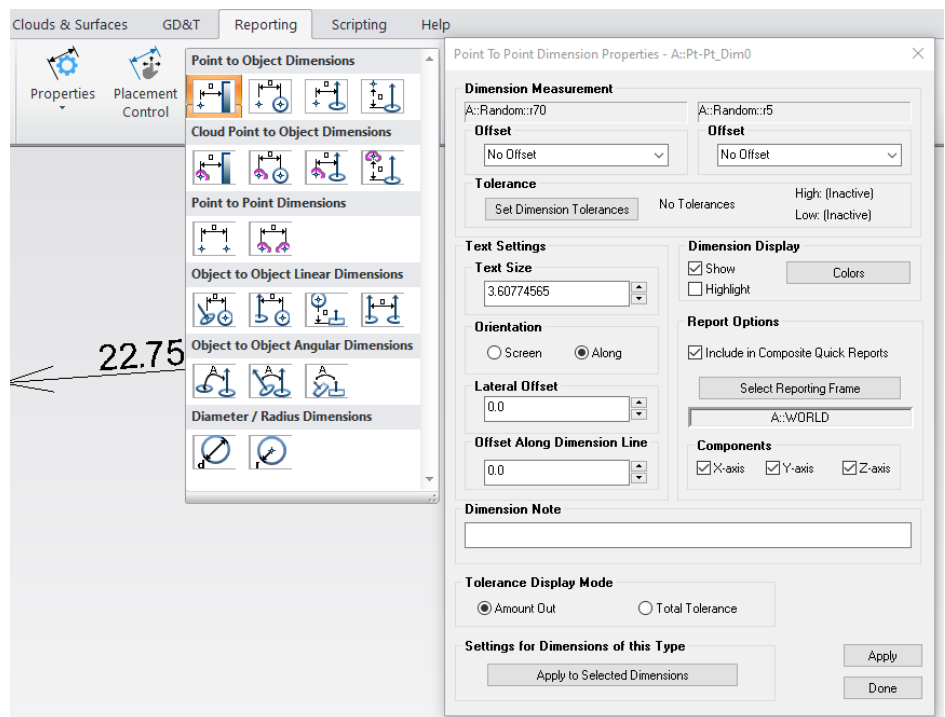 Clouds & Surfaces GD&T Reporting Scripting Help
Properties
Placement
Control
Point to Object Dimensions
Cloud Point to Object Dimensions
Point to Point Dimensions
Object to Object Linear Dimensions
Object to Object Angular Dimensions
A
A
A
Diameter / Radius Dimensions
d
r
22.75
Point To Point Dimension Properties - A::Pt-Pt_Dim0
Dimension Measurement
A::Random::r70 A::Random::r5
Offset Offset
No Offset No Offset
Tolerance
Set Dimension Tolerances No Tolerances High: (Inactive)
Low: (Inactive)
Text Settings
Text Size
3.60774565
Orientation
Screen Along
Lateral Offset
0.0
Offset Along Dimension Line
0.0
Dimension Display
Show Colors
Highlight
Report Options
Include in Composite Quick Reports
Select Reporting Frame
A::WORLD
Components
X-axis Y-axis Z-axis
Dimension Note
Tolerance Display Mode
Amount Out Total Tolerance
Settings for Dimensions of this Type
Apply to Selected Dimensions
Apply
Done